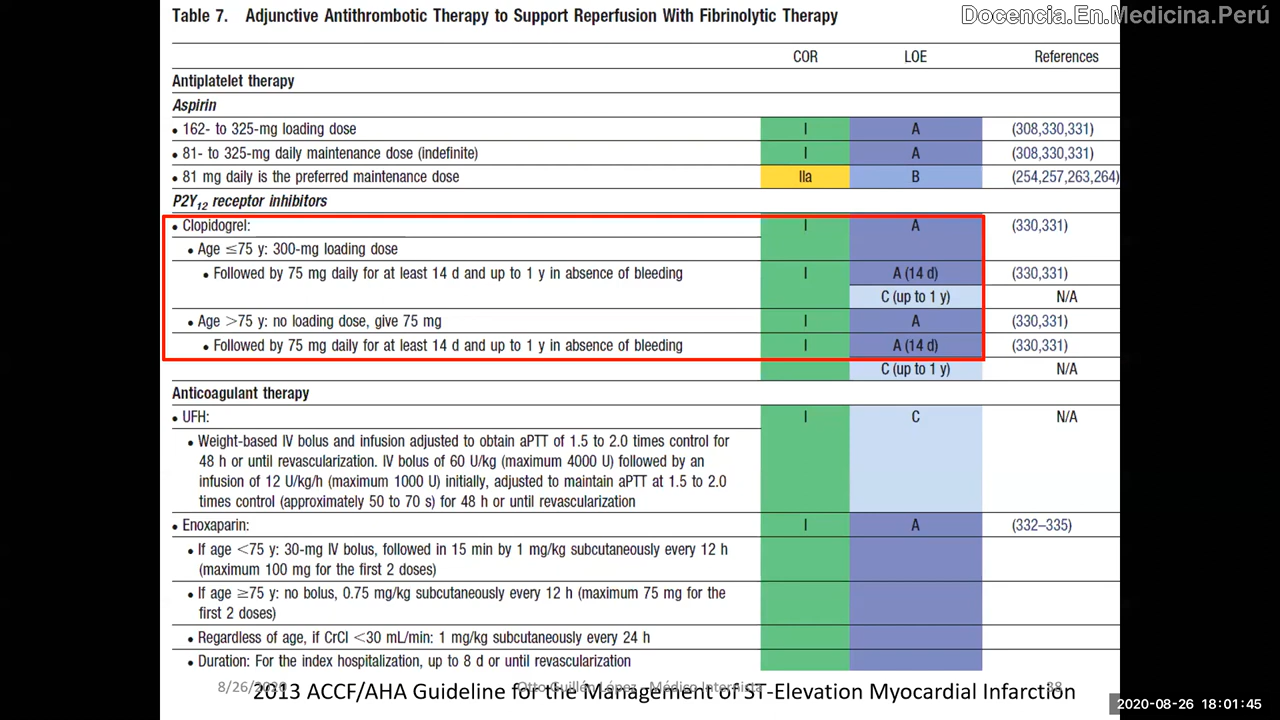 Docencia.En.Medicina.Perú
Table 7. Adjunctive Antithrombotic Therapy to Support Reperfusion With Fibrinolytic Therapy
COR LOE References
Antiplatelet therapy
Aspirin
• 162- to 325-mg loading dose I A (308,330,331)
• 81- to 325-mg daily maintenance dose (indefinite) I A (308,330,331)
• 81 mg daily is the preferred maintenance dose IIa B (254,257,263,264)
P2Y12 receptor inhibitors
• Clopidogrel: I A (330,331)
• Age ≤75 y: 300-mg loading dose
• Followed by 75 mg daily for at least 14 d and up to 1 y in absence of bleeding I A (14 d) (330,331)
C (up to 1 y) N/A
• Age >75 y: no loading dose, give 75 mg I A (330,331)
• Followed by 75 mg daily for at least 14 d and up to 1 y in absence of bleeding I A (14 d) (330,331)
C (up to 1 y) N/A
Anticoagulant therapy
• UFH: I C N/A
• Weight-based IV bolus and infusion adjusted to obtain aPTT of 1.5 to 2.0 times control for
48 h or until revascularization. IV bolus of 60 U/kg (maximum 4000 U) followed by an
infusion of 12 U/kg/h (maximum 1000 U) initially, adjusted to maintain aPTT at 1.5 to 2.0
times control (approximately 50 to 70 s) for 48 h or until revascularization
• Enoxaparin: I A (332–335)
• If age <75 y: 30-mg IV bolus, followed in 15 min by 1 mg/kg subcutaneously every 12 h
(maximum 100 mg for the first 2 doses)
• If age ≥75 y: no bolus, 0.75 mg/kg subcutaneously every 12 h (maximum 75 mg for the
first 2 doses)
• Regardless of age, if CrCl <30 mL/min: 1 mg/kg subcutaneously every 24 h
• Duration: For the index hospitalization, up to 8 d or until revascularization
8/26/2020 Otto Guillén López - Médico Internista 38
2013 ACCF/AHA Guideline for the Management of ST-Elevation Myocardial Infarction
2020-08-26 18:01:45